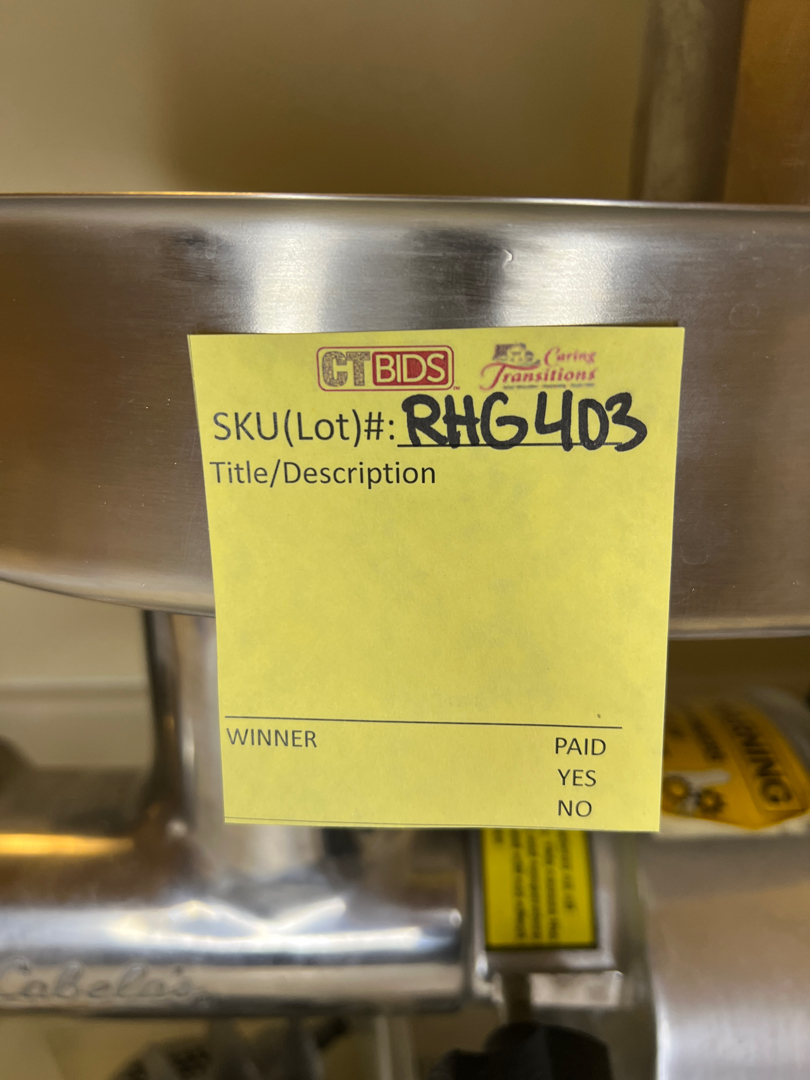 CTBIDS
Caring
Transitions
SKU(Lot)#: RHG403
Title/Description
WINNER
PAID
YES
NO
WARNING
Cabela's